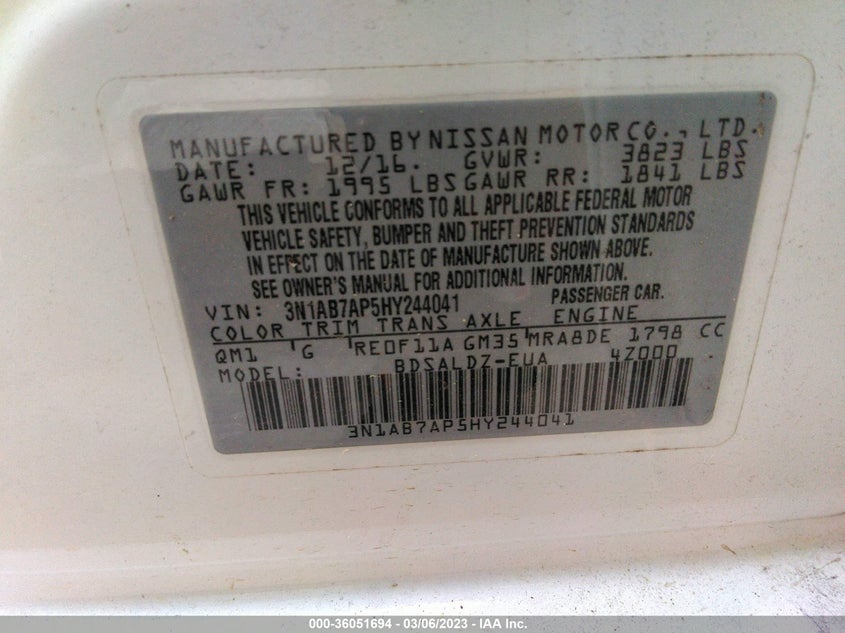 MANUFACTURED BY NISSAN MOTOR CO., LTD.
DATE: 12/16. GVWR: 3823 LBS
GAWR FR: 1995 LBS GAWR RR: 1841 LBS
THIS VEHICLE CONFORMS TO ALL APPLICABLE FEDERAL MOTOR
VEHICLE SAFETY, BUMPER AND THEFT PREVENTION STANDARDS
IN EFFECT ON THE DATE OF MANUFACTURE SHOWN ABOVE.
SEE OWNER'S MANUAL FOR ADDITIONAL INFORMATION.
VIN: 3N1AB7AP5HY244041 PASSENGER CAR.
COLOR TRIM TRANS AXLE ENGINE
QM1 G RE0F11A GM35 MRA8DE 1798 CC
MODEL: BDSALDZ-EUA 4Z000
3N1AB7AP5HY244041
000-36051694 — 03/06/2023 — IAAI.com